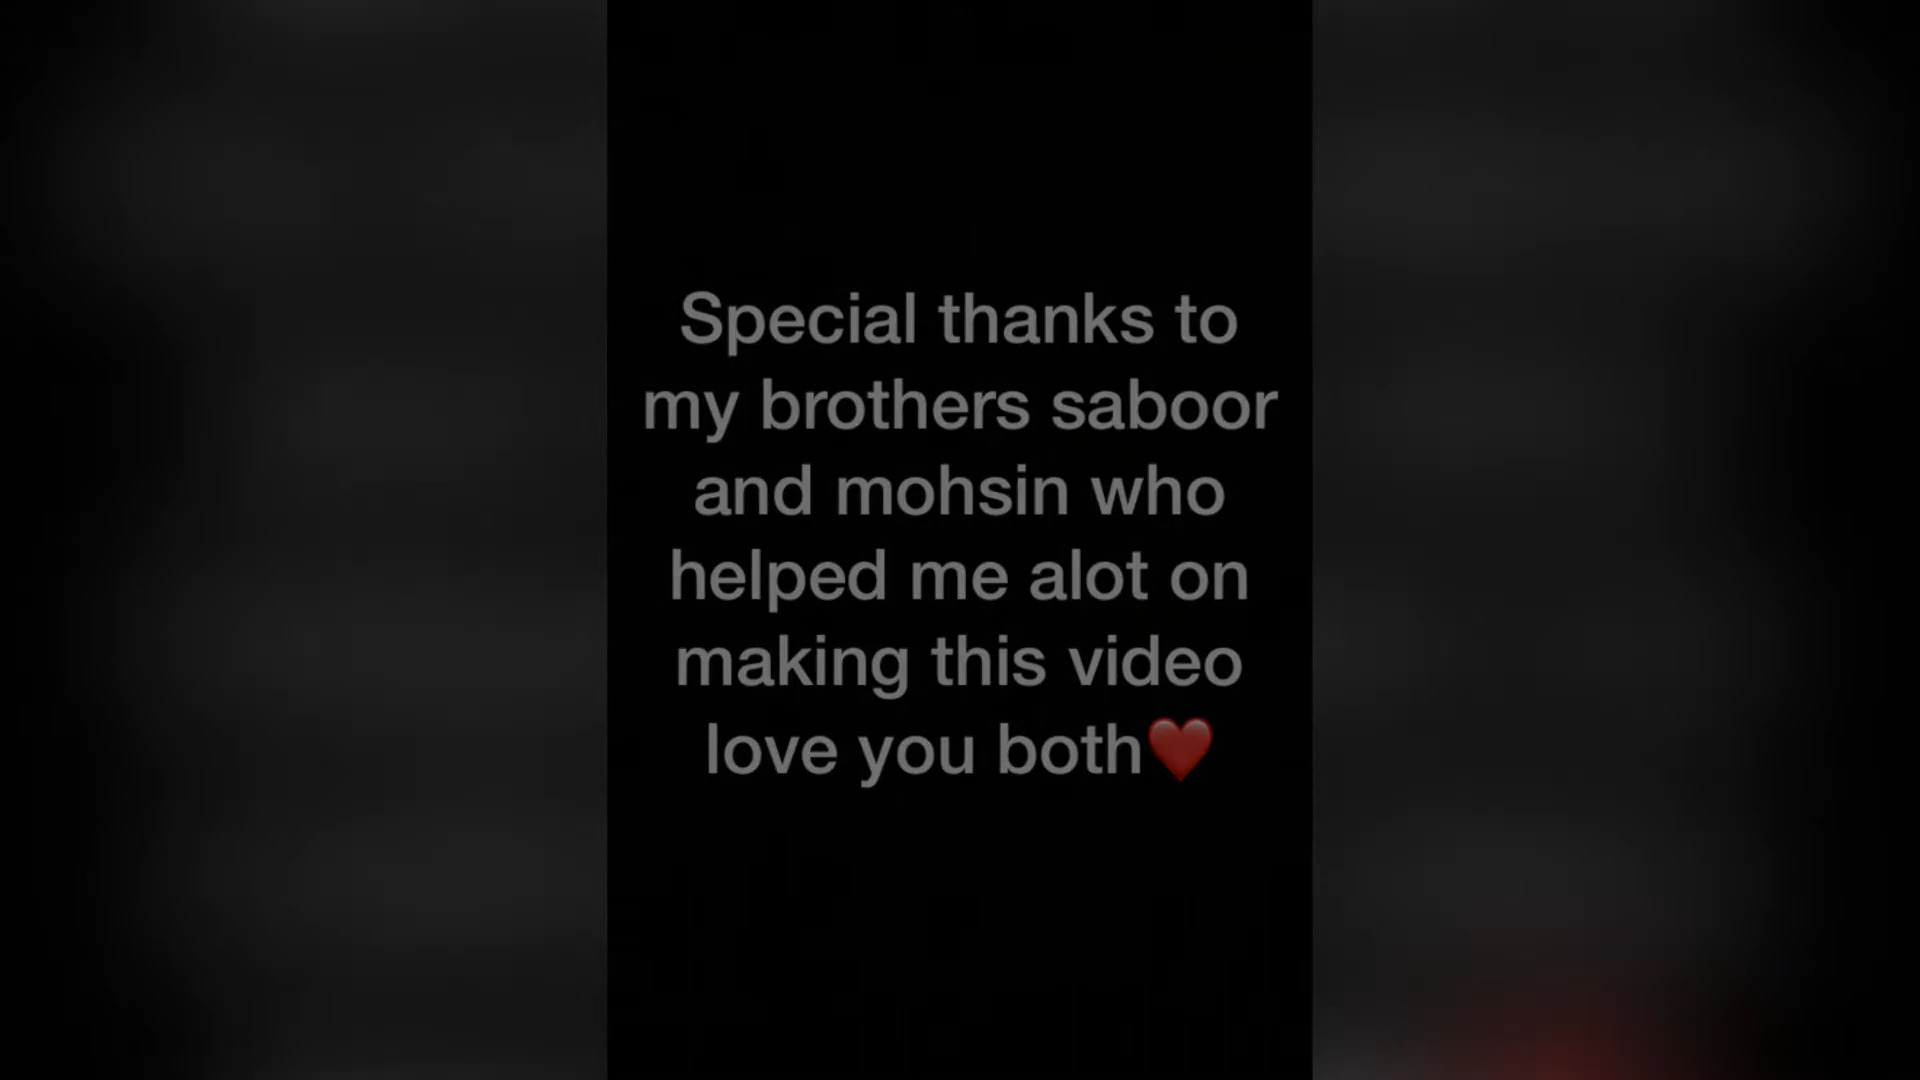 Special thanks to
my brothers saboor
and mohsin who
helped me alot on
making this video
love you both❤️